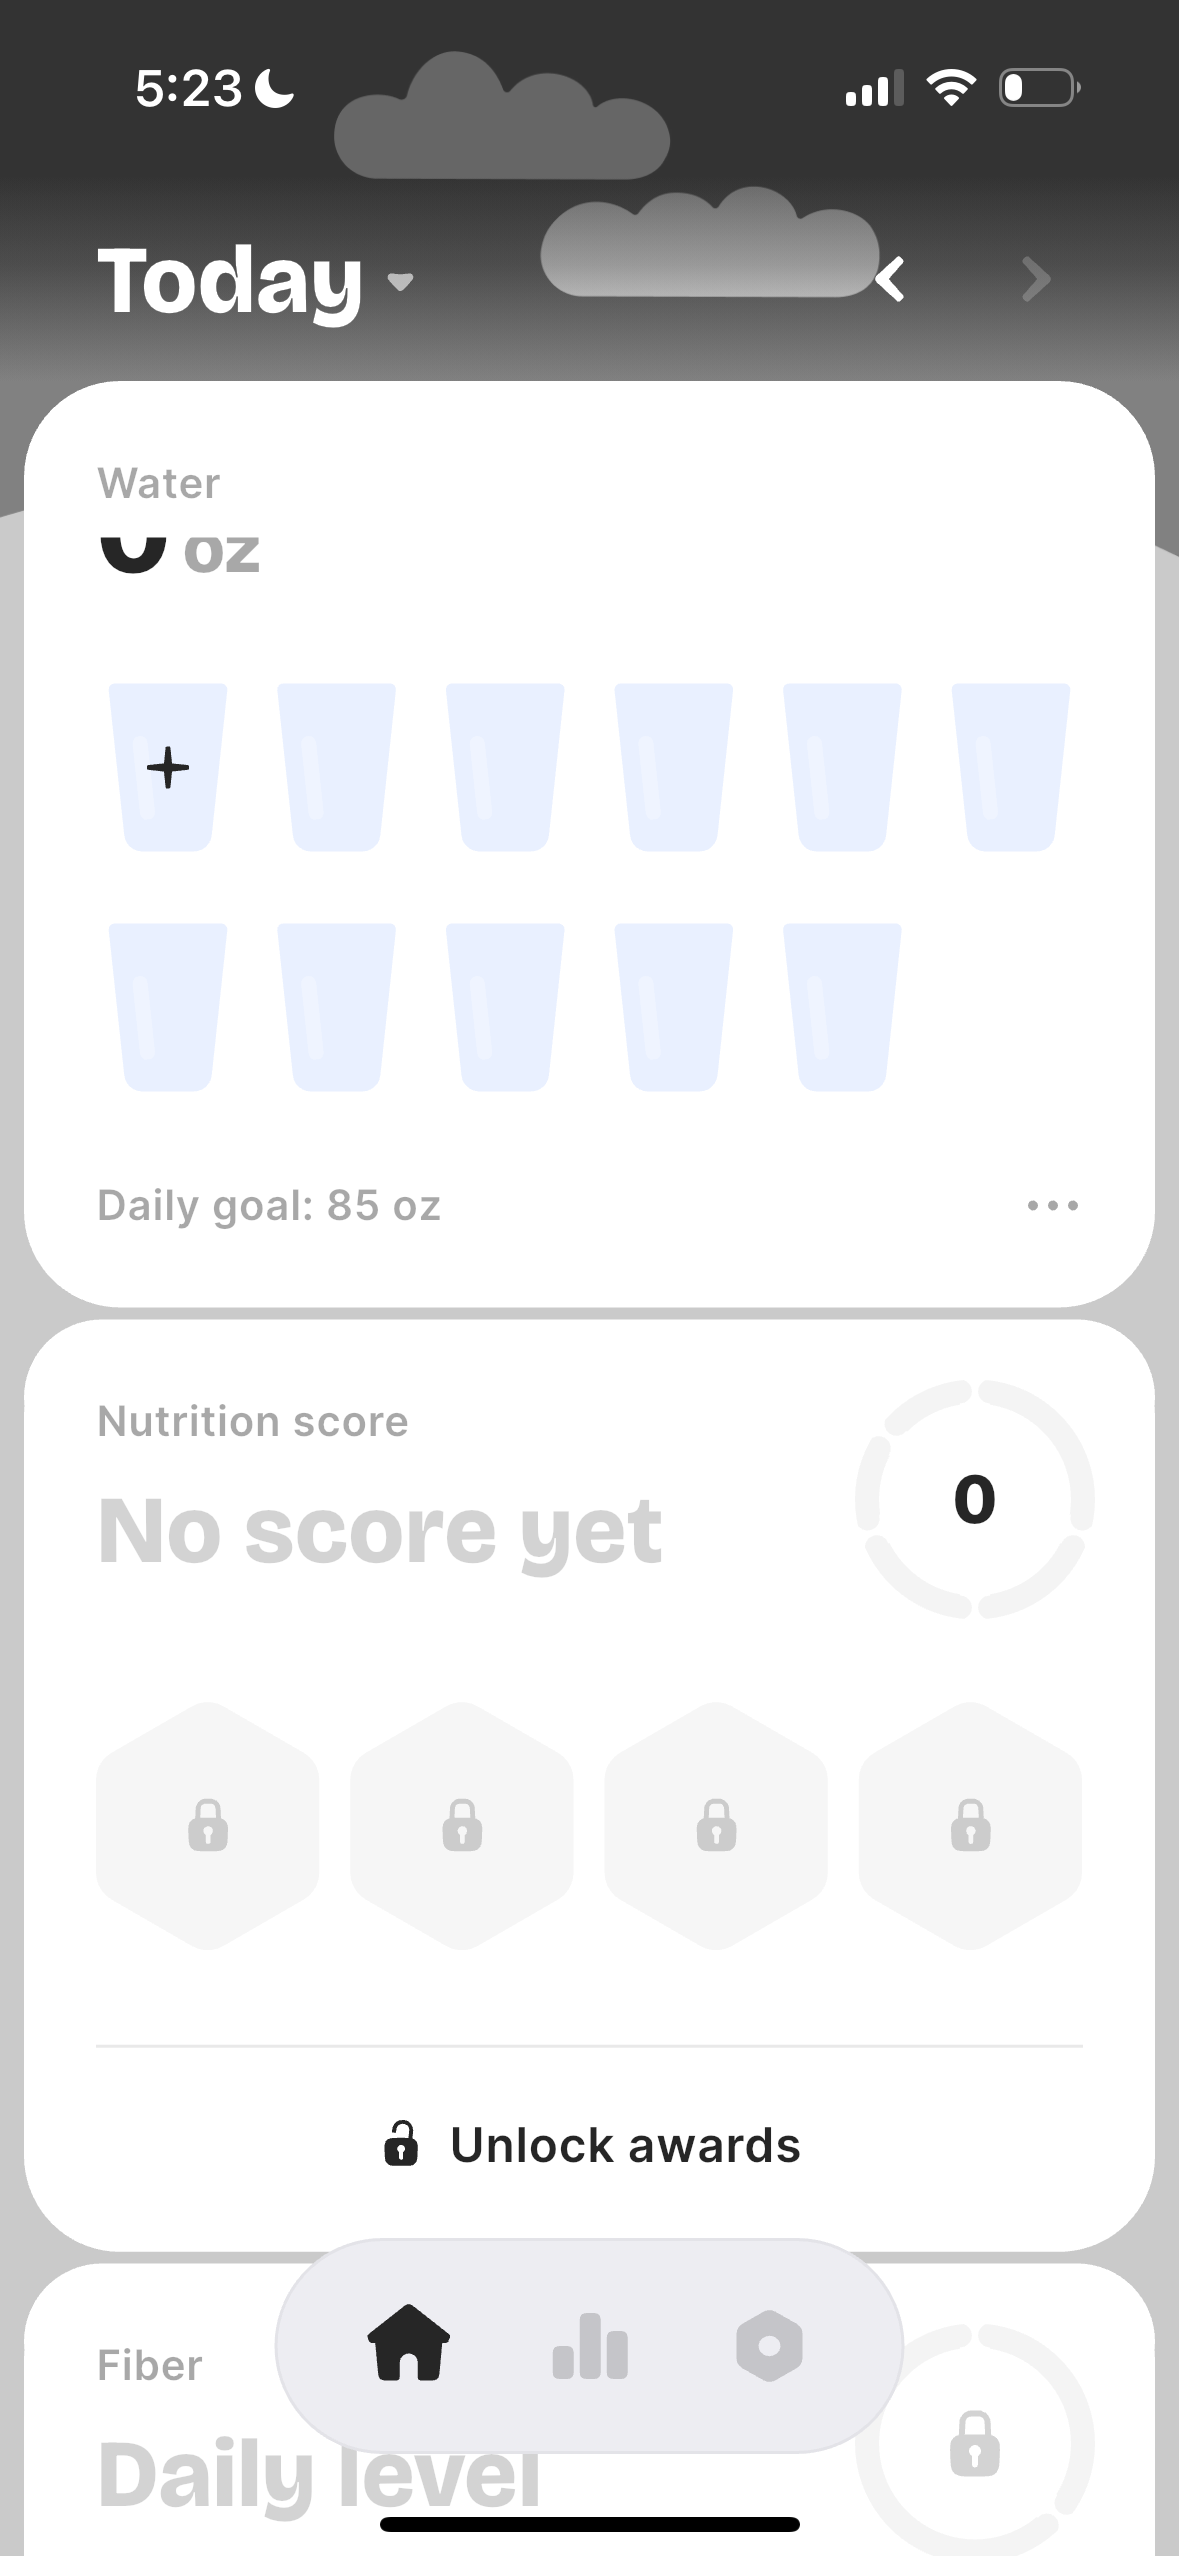 5:23
Today
Water
0 oz
Daily goal: 85 oz
Nutrition score
No score yet
0
Unlock awards
Fiber
Daily level